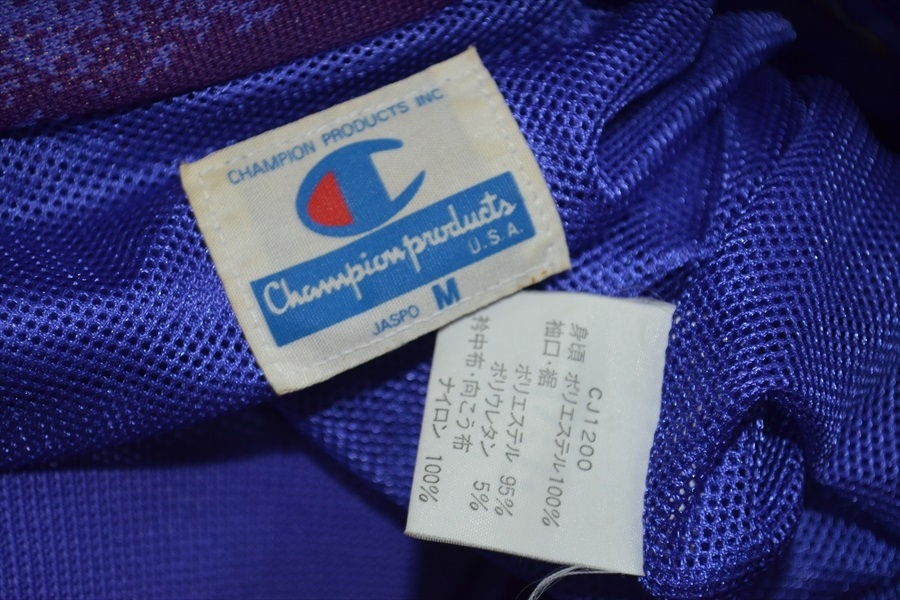 CHAMPION PRODUCTS INC
Champion products
U.S.A.
JASPO M
CJ1200
身頃 ポリエステル100%
袖口・裾
ポリエステル 95%
ポリウレタン 5%
衿中布・向こう布
ナイロン 100%